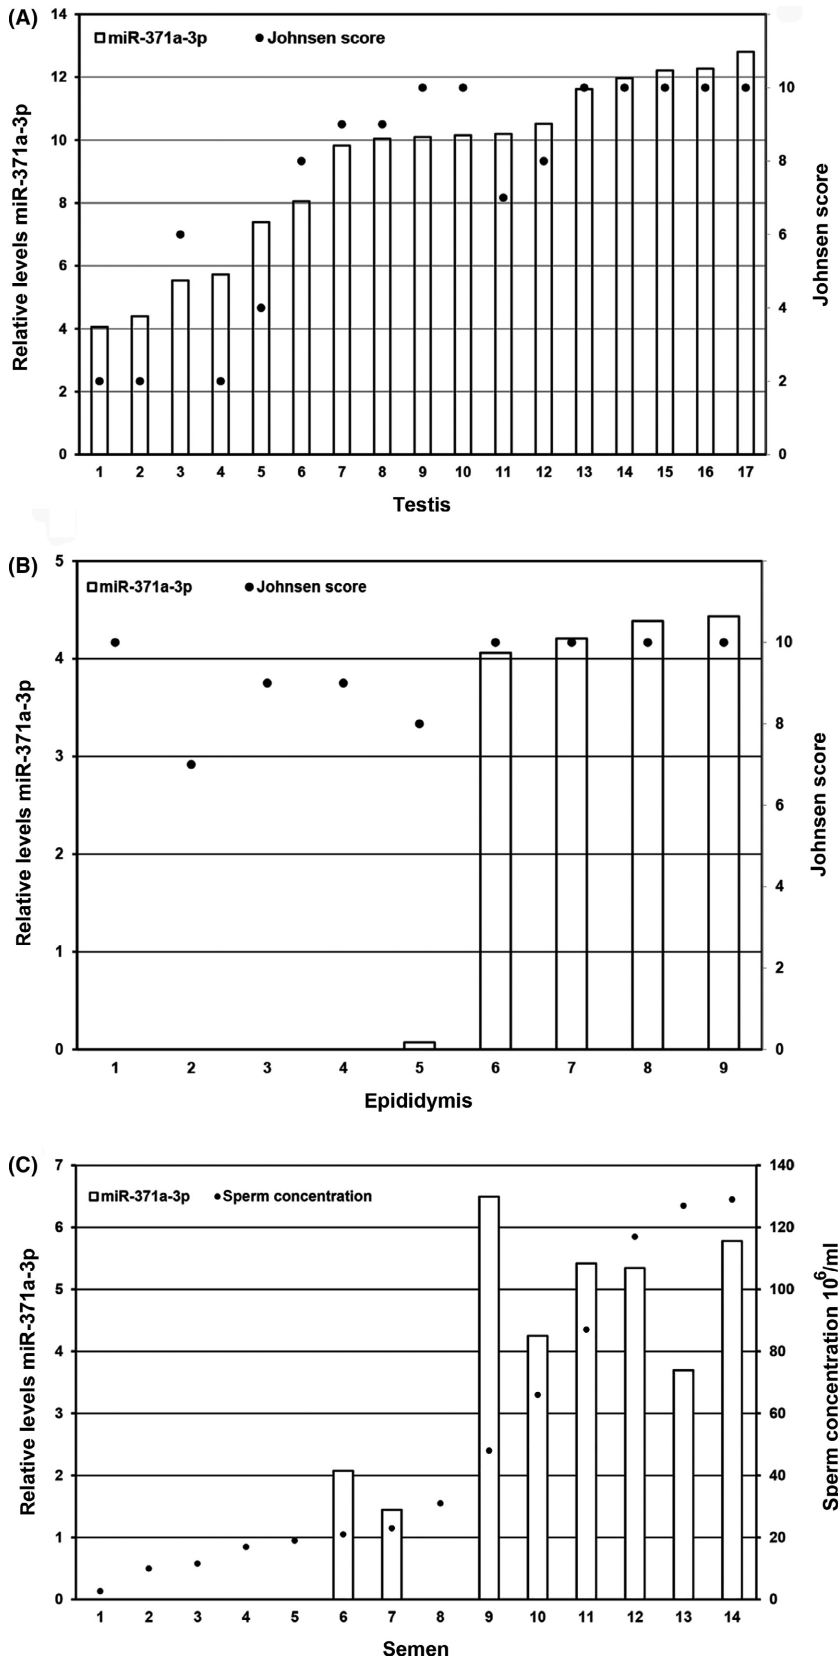 (A)
14
12
10
8
6
4
2
0
Relative levels miR-371a-3p
miR-371a-3p Johnsen score
10
8
6
4
2
0
Johnsen score
1 2 3 4 5 6 7 8 9 10 11 12 13 14 15 16 17
Testis
(B)
5
4
3
2
1
0
Relative levels miR-371a-3p
miR-371a-3p Johnsen score
10
8
6
4
2
0
Johnsen score
1 2 3 4 5 6 7 8 9
Epididymis
(C)
7
6
5
4
3
2
1
0
Relative levels miR-371a-3p
miR-371a-3p Sperm concentration
140
120
100
80
60
40
20
0
Sperm concentration 10⁶/ml
1 2 3 4 5 6 7 8 9 10 11 12 13 14
Semen